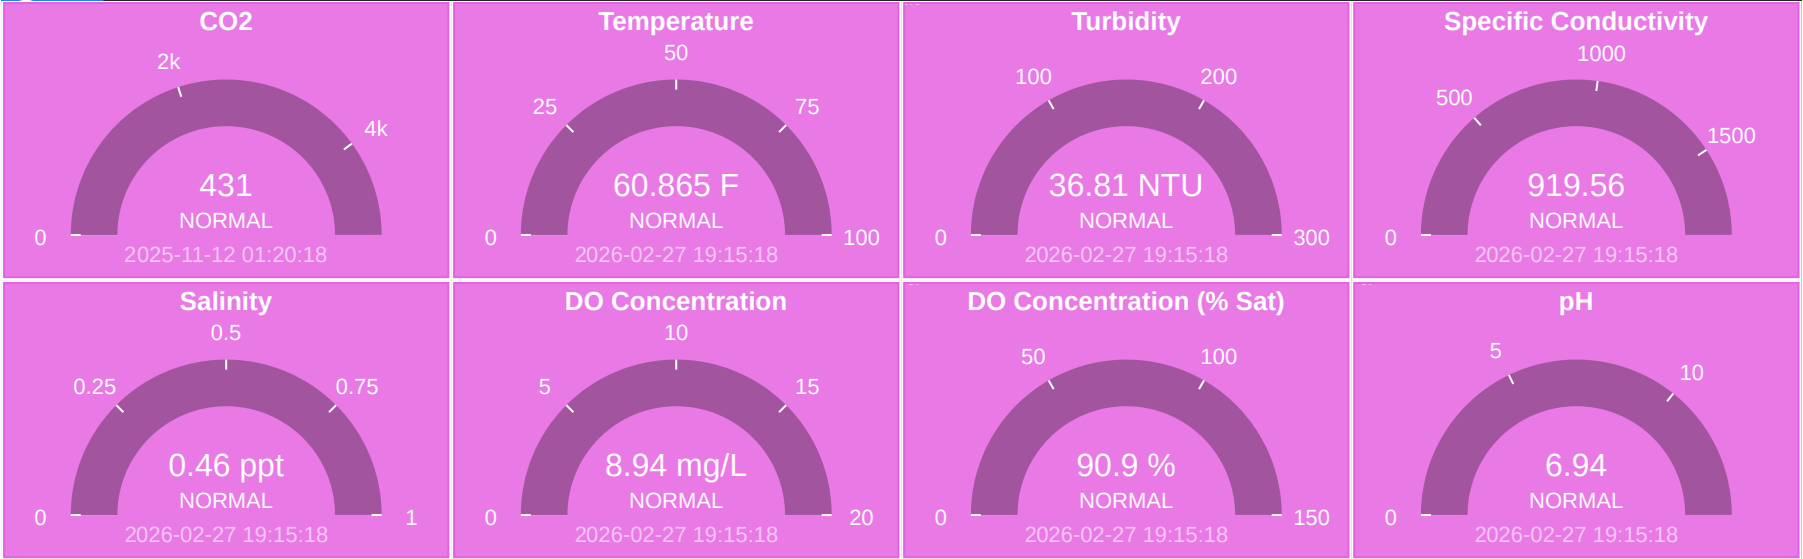 CO2
2k
4k
0
431
NORMAL
2025-11-12 01:20:18
Temperature
50
25
75
0
100
60.865 F
NORMAL
2026-02-27 19:15:18
Turbidity
100
200
0
300
36.81 NTU
NORMAL
2026-02-27 19:15:18
Specific Conductivity
1000
500
1500
0
919.56
NORMAL
2026-02-27 19:15:18
Salinity
0.5
0.25
0.75
0
1
0.46 ppt
NORMAL
2026-02-27 19:15:18
DO Concentration
10
5
15
0
20
8.94 mg/L
NORMAL
2026-02-27 19:15:18
DO Concentration (% Sat)
50
100
0
150
90.9 %
NORMAL
2026-02-27 19:15:18
pH
5
10
0
6.94
NORMAL
2026-02-27 19:15:18